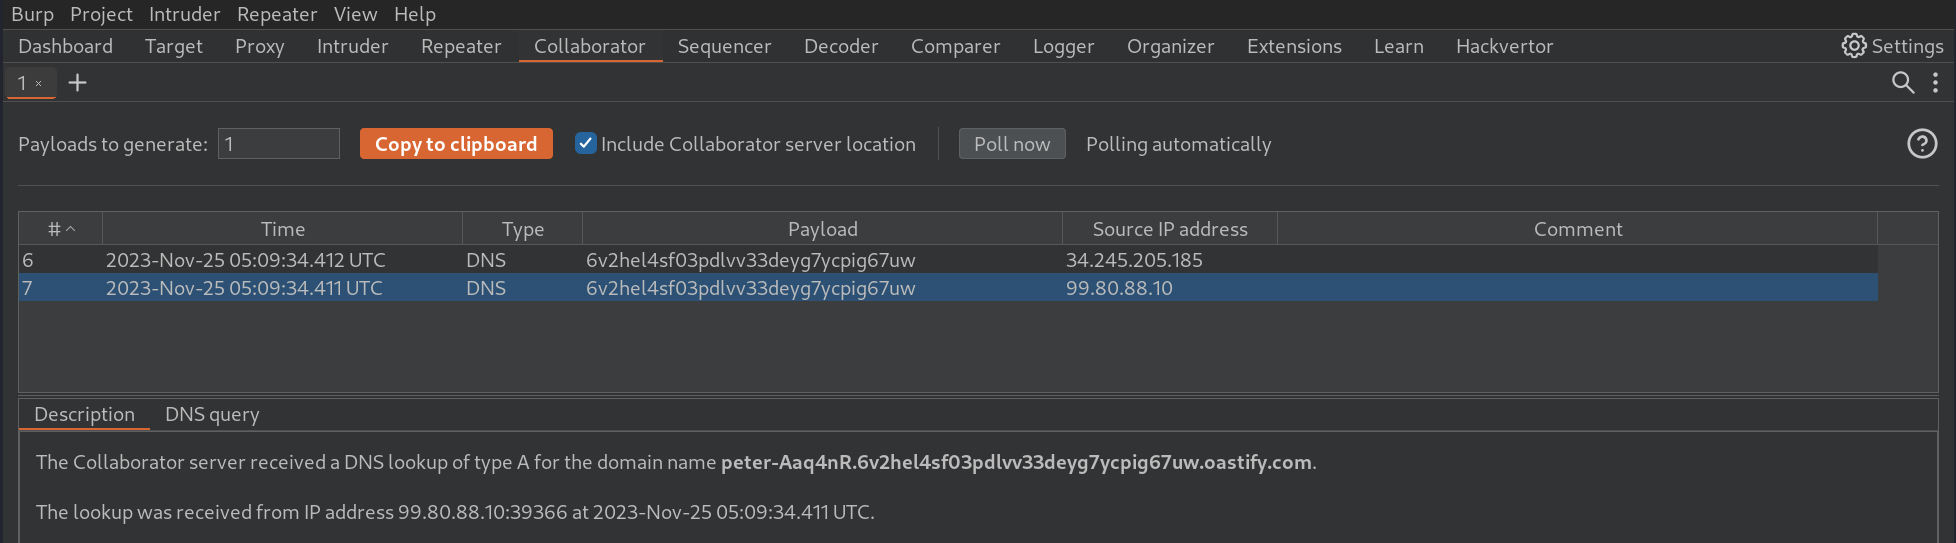 Burp Project Intruder Repeater View Help
Dashboard Target Proxy Intruder Repeater Collaborator Sequencer Decoder Comparer Logger Organizer Extensions Learn Hackvertor Settings
1 × +
Payloads to generate: 1 Copy to clipboard Include Collaborator server location Poll now Polling automatically ?
# Time Type Payload Source IP address Comment
6 2023-Nov-25 05:09:34.412 UTC DNS 6v2hel4sf03pdlvv33deyg7ycpig67uw 34.245.205.185
7 2023-Nov-25 05:09:34.411 UTC DNS 6v2hel4sf03pdlvv33deyg7ycpig67uw 99.80.88.10
Description DNS query
The Collaborator server received a DNS lookup of type A for the domain name peter-Aaq4nR.6v2hel4sf03pdlvv33deyg7ycpig67uw.oastify.com.
The lookup was received from IP address 99.80.88.10:39366 at 2023-Nov-25 05:09:34.411 UTC.